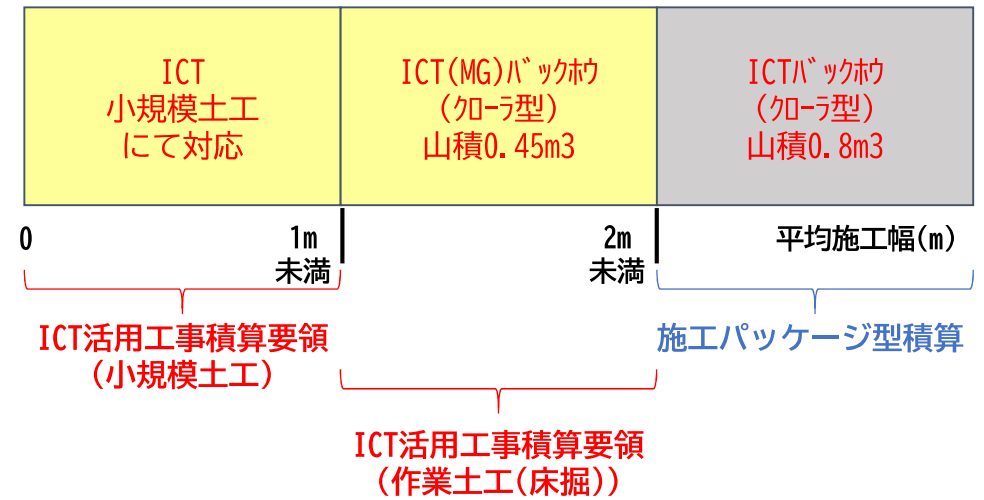 ICT
小規模土工
にて対応
ICT(MG)ﾊﾞｯｸﾎｳ
(ｸﾛｰﾗ型)
山積0.45m3
ICTﾊﾞｯｸﾎｳ
(ｸﾛｰﾗ型)
山積0.8m3
0
1m
未満
2m
未満
平均施工幅(m)
ICT活用工事積算要領
(小規模土工)
施工パッケージ型積算
ICT活用工事積算要領
(作業土工(床掘))